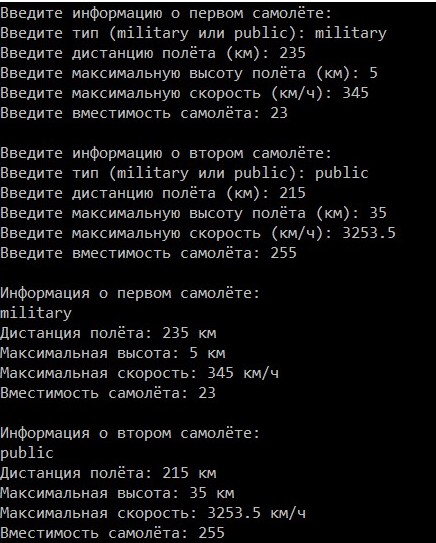 Введите информацию о первом самолёте:
Введите тип (military или public): military
Введите дистанцию полёта (км): 235
Введите максимальную высоту полёта (км): 5
Введите максимальную скорость (км/ч): 345
Введите вместимость самолёта: 23

Введите информацию о втором самолёте:
Введите тип (military или public): public
Введите дистанцию полёта (км): 215
Введите максимальную высоту полёта (км): 35
Введите максимальную скорость (км/ч): 3253.5
Введите вместимость самолёта: 255

Информация о первом самолёте:
military
Дистанция полёта: 235 км
Максимальная высота: 5 км
Максимальная скорость: 345 км/ч
Вместимость самолёта: 23

Информация о втором самолёте:
public
Дистанция полёта: 215 км
Максимальная высота: 35 км
Максимальная скорость: 3253.5 км/ч
Вместимость самолёта: 255